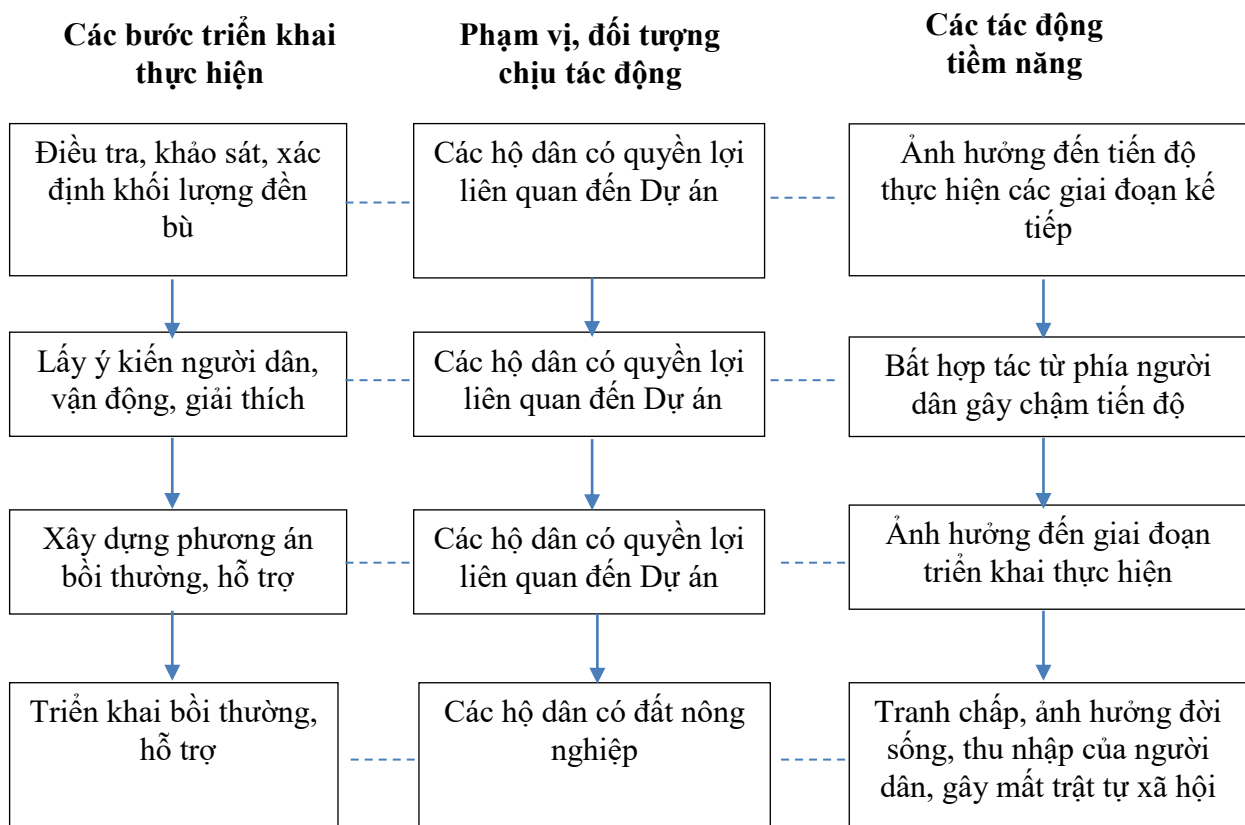 Các bước triển khai
thực hiện
Phạm vị, đối tượng
chịu tác động
Các tác động
tiềm năng
Điều tra, khảo sát, xác
định khối lượng đền
bù
Các hộ dân có quyền lợi
liên quan đến Dự án
Ảnh hưởng đến tiến độ
thực hiện các giai đoạn kế
tiếp
Lấy ý kiến người dân,
vận động, giải thích
Các hộ dân có quyền lợi
liên quan đến Dự án
Bất hợp tác từ phía người
dân gây chậm tiến độ
Xây dựng phương án
bồi thường, hỗ trợ
Các hộ dân có quyền lợi
liên quan đến Dự án
Ảnh hưởng đến giai đoạn
triển khai thực hiện
Triển khai bồi thường,
hỗ trợ
Các hộ dân có đất nông
nghiệp
Tranh chấp, ảnh hưởng đời
sống, thu nhập của người
dân, gây mất trật tự xã hội